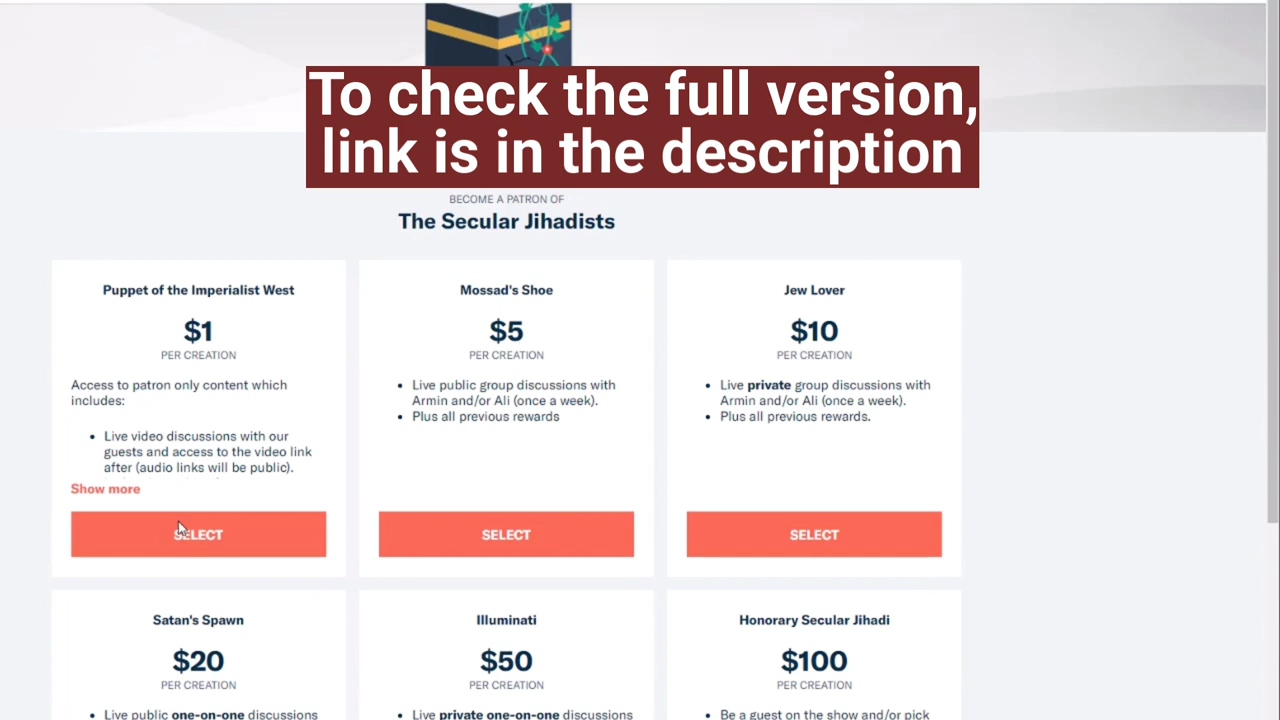 To check the full version,
link is in the description
BECOME A PATRON OF
The Secular Jihadists
Puppet of the Imperialist West
$1
PER CREATION
Access to patron only content which
includes:
• Live video discussions with our
guests and access to the video link
after (audio links will be public).
Show more
SELECT
Mossad's Shoe
$5
PER CREATION
• Live public group discussions with
Armin and/or Ali (once a week).
• Plus all previous rewards
SELECT
Jew Lover
$10
PER CREATION
• Live private group discussions with
Armin and/or Ali (once a week).
• Plus all previous rewards.
SELECT
Satan's Spawn
$20
PER CREATION
• Live public one-on-one discussions
Illuminati
$50
PER CREATION
• Live private one-on-one discussions
Honorary Secular Jihadi
$100
PER CREATION
• Be a guest on the show and/or pick